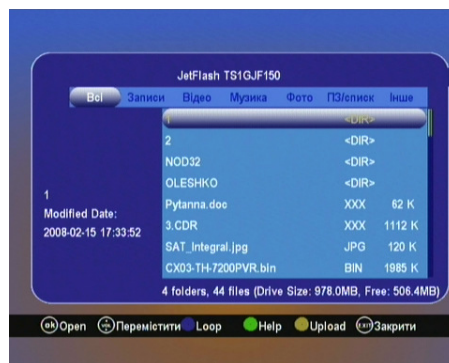 JetFlash TS1GJF150
Всі Записи Відео Музика Фото ПЗ/список Інше
1 <DIR>
2 <DIR>
NOD32 <DIR>
OLESHKO <DIR>
Pytanna.doc XXX 62 K
3.CDR XXX 1112 K
SAT_Integral.jpg JPG 120 K
CX03-TH-7200PVR.bin BIN 1985 K
1
Modified Date:
2008-02-15 17:33:52
4 folders, 44 files (Drive Size: 978.0MB, Free: 506.4MB)
ok Open Перемістити Loop Help Upload EXIT Закрити